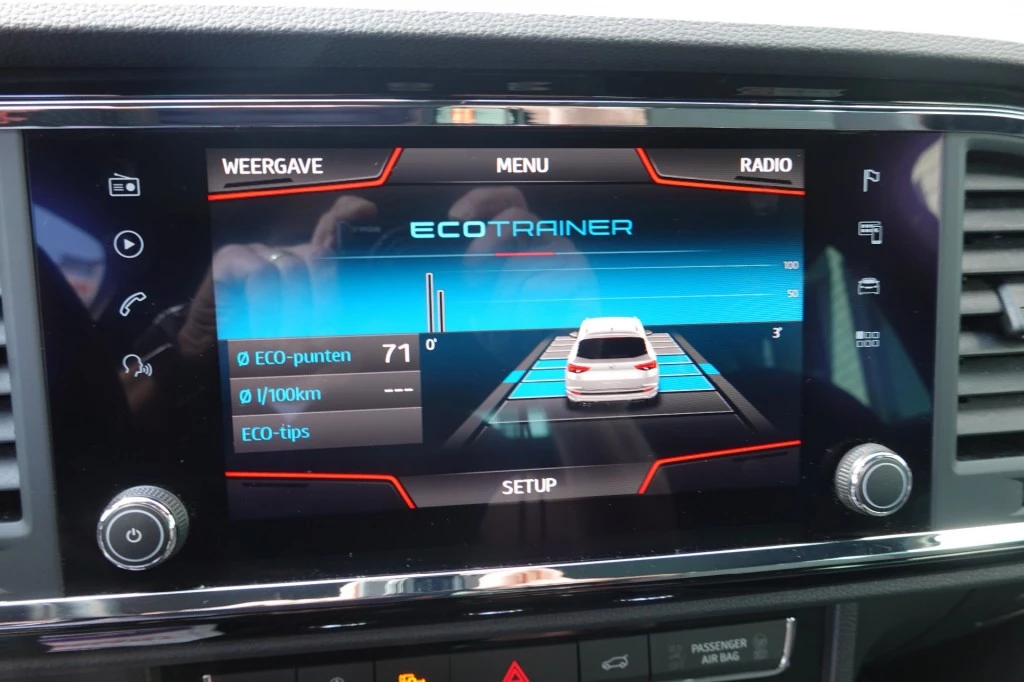 WEERGAVE MENU RADIO
ECOTRAINER
100
50
0' 3'
Ø ECO-punten 71
Ø l/100km ---
ECO-tips
SETUP
PASSENGER
AIR BAG